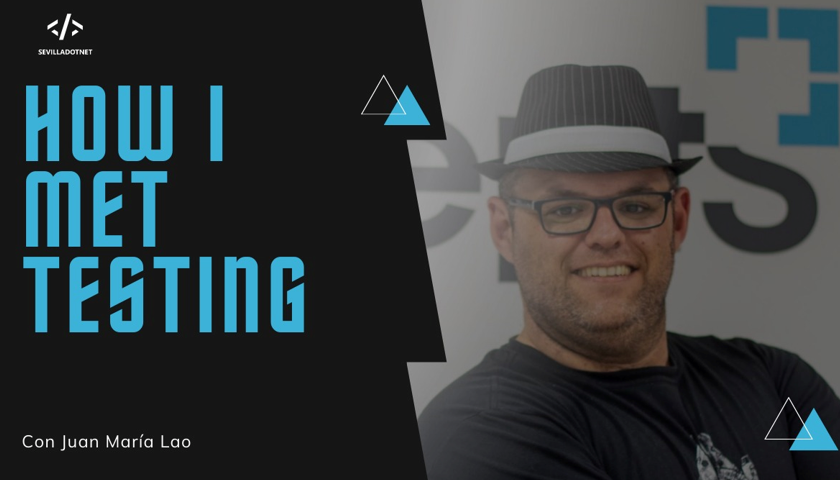 SEVILLADOTNET
HOW I
MET
TESTING
Con Juan María Lao